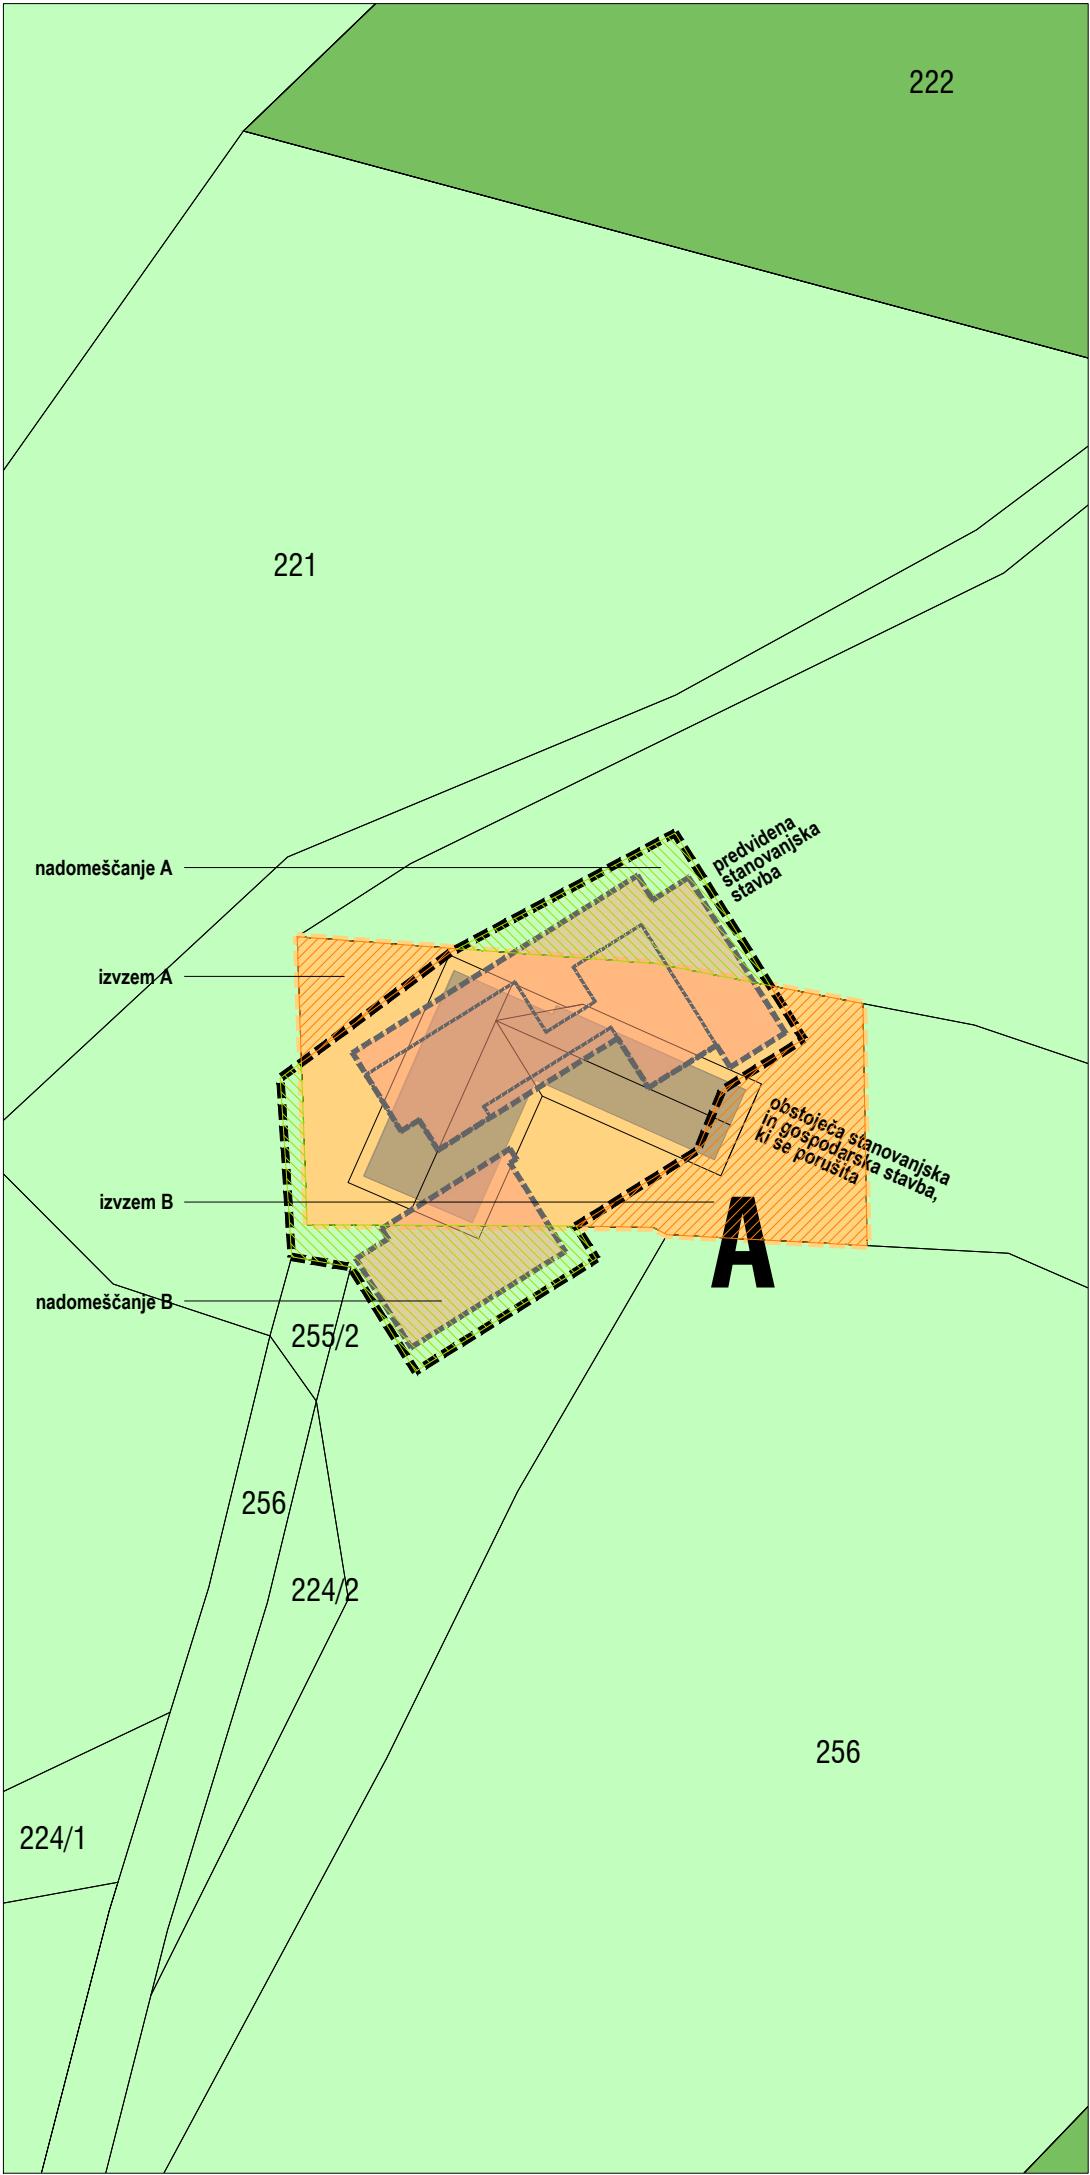 222
221
predvidena
stanovanjska
stavba
nadomeščanje A
izvzem A
obstoječa stanovanjska
in gospodarska stavba,
ki se porušita
izvzem B
A
nadomeščanje B
255/2
256
224/2
256
224/1